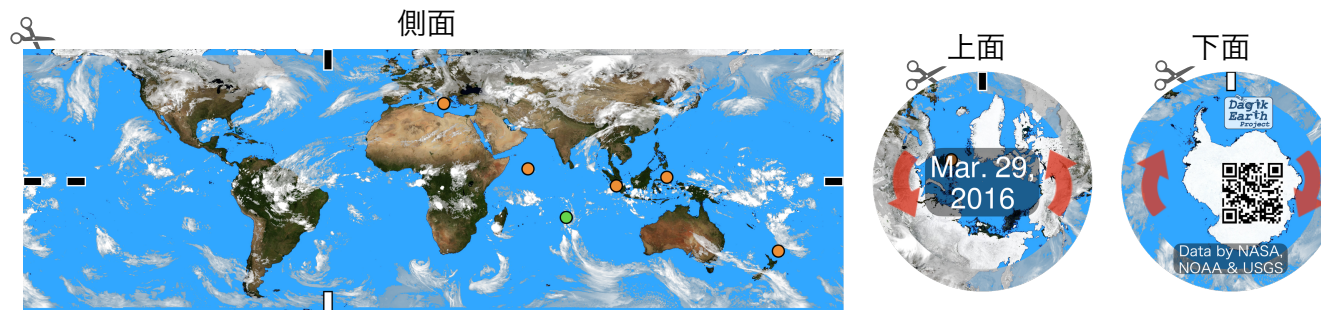 側面
上面
下面
Mar. 29,
2016
Dagik
Earth
Project
Data by NASA,
NOAA & USGS